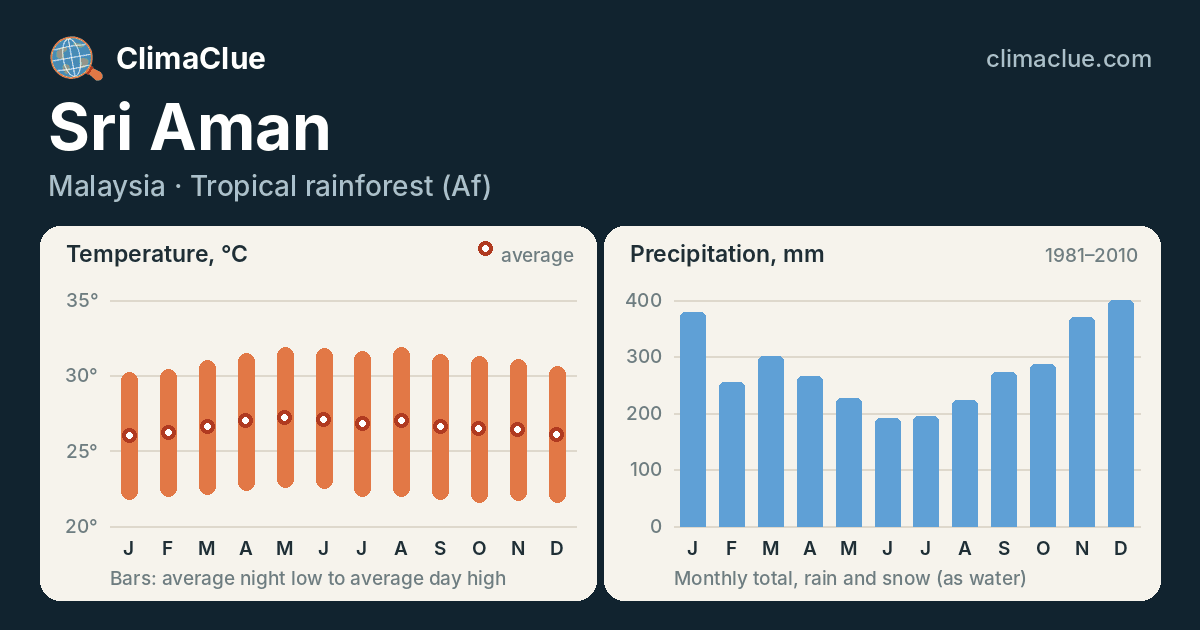 ClimaClue
climaclue.com
Sri Aman
Malaysia · Tropical rainforest (Af)
Temperature, °C
average
35°
30°
25°
20°
J F M A M J J A S O N D
Bars: average night low to average day high
Precipitation, mm
1981–2010
400
300
200
100
0
J F M A M J J A S O N D
Monthly total, rain and snow (as water)